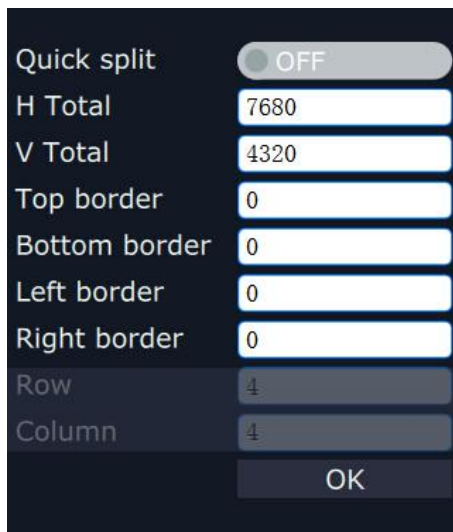 Quick split OFF
H Total 7680
V Total 4320
Top border 0
Bottom border 0
Left border 0
Right border 0
Row 4
Column 4
OK